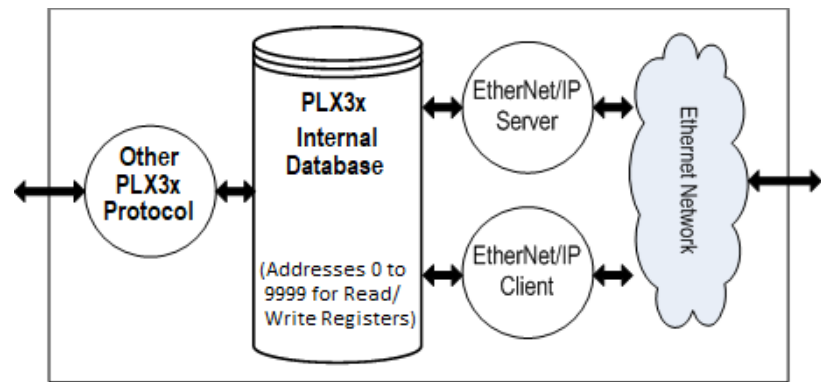 Other
PLX3x
Protocol
PLX3x
Internal
Database
(Addresses 0 to
9999 for Read/
Write Registers)
EtherNet/IP
Server
EtherNet/IP
Client
Ethernet Network